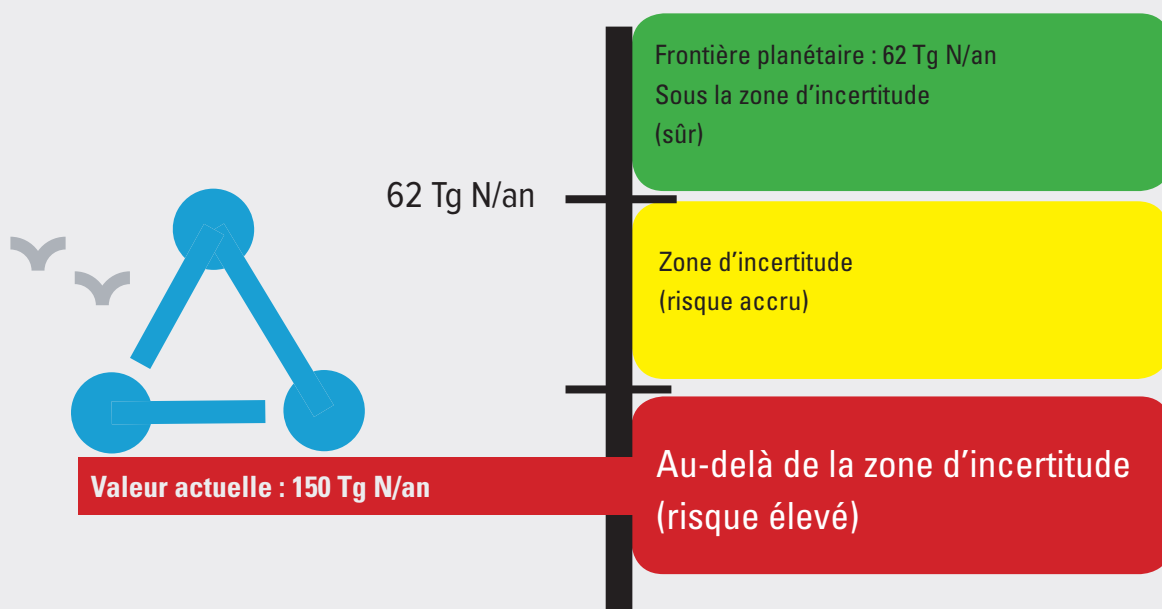 Frontière planétaire : 62 Tg N/an
Sous la zone d'incertitude
(sûr)
62 Tg N/an
Zone d'incertitude
(risque accru)
Valeur actuelle : 150 Tg N/an
Au-delà de la zone d'incertitude
(risque élevé)